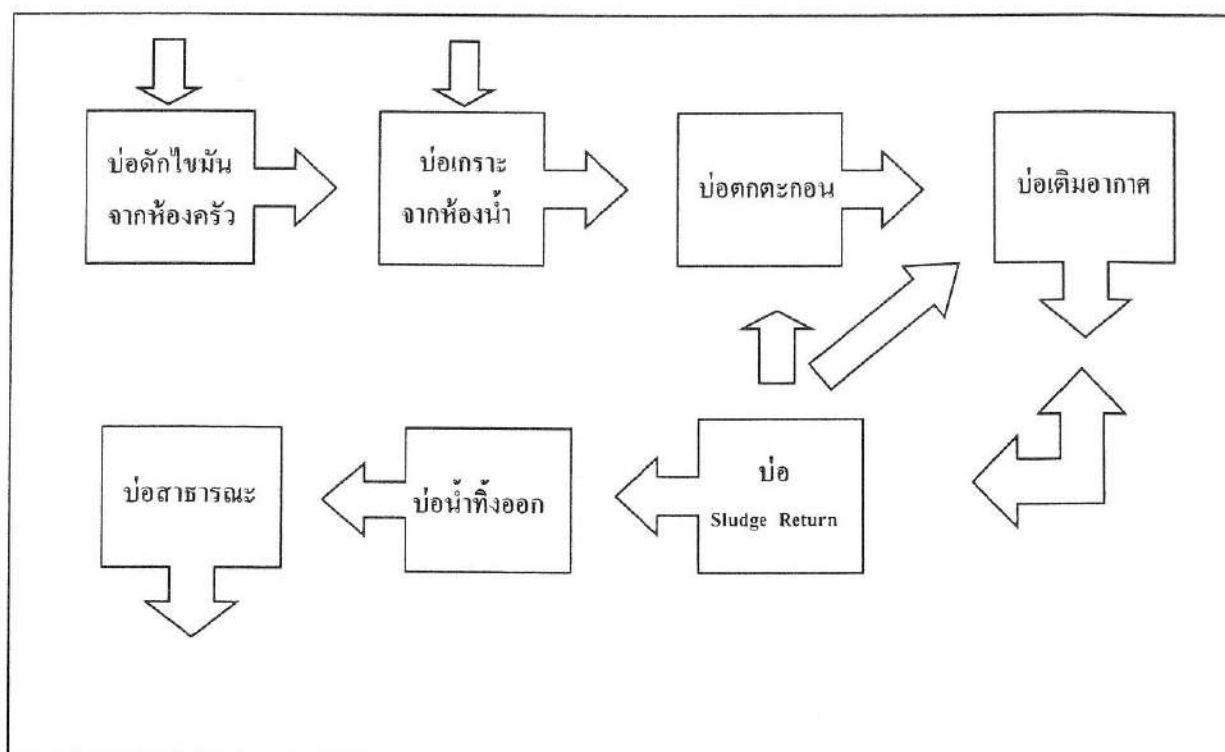 บ่อดักไขมัน
จากห้องครัว
บ่อเกราะ
จากห้องน้ำ
บ่อตกตะกอน
บ่อเติมอากาศ
บ่อสาธารณะ
บ่อน้ำทิ้งออก
บ่อ
Sludge Return